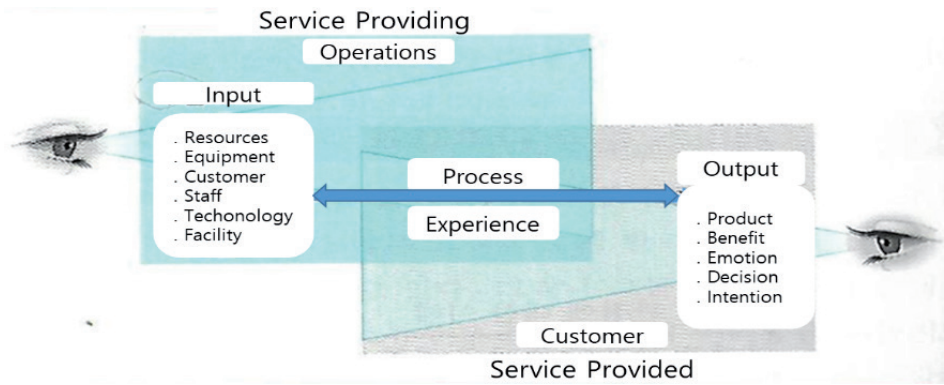 Service Providing
Operations
Input
. Resources
. Equipment
. Customer
. Staff
. Techonology
. Facility
Process
Experience
Output
. Product
. Benefit
. Emotion
. Decision
. Intention
Customer
Service Provided